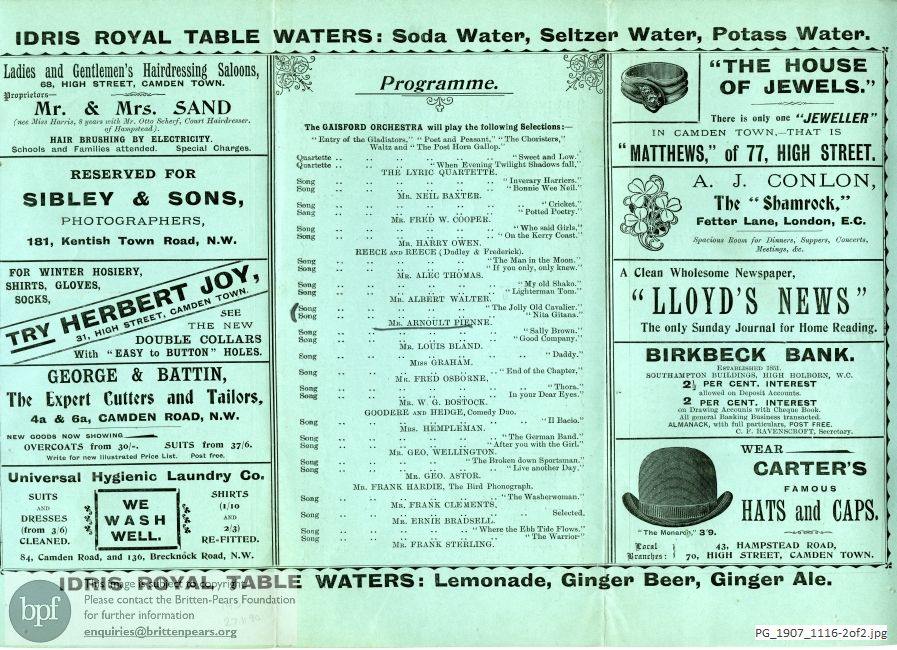 IDRIS ROYAL TABLE WATERS: Soda Water, Seltzer Water, Potass Water.
Ladies and Gentlemen's Hairdressing Saloons,
68, HIGH STREET, CAMDEN TOWN.
Proprietors—
Mr. & Mrs. SAND
(nee Miss Harris, 8 years with Mr. Otto Scherf, Court Hairdresser.
of Hampstead).
HAIR BRUSHING BY ELECTRICITY.
Schools and Families attended. Special Charges.
RESERVED FOR
SIBLEY & SONS,
PHOTOGRAPHERS,
181, Kentish Town Road, N.W.
FOR WINTER HOSIERY,
SHIRTS, GLOVES,
SOCKS,
TRY HERBERT JOY,
31, HIGH STREET, CAMDEN TOWN.
SEE
THE NEW
DOUBLE COLLARS
With "EASY to BUTTON" HOLES.
GEORGE & BATTIN,
The Expert Cutters and Tailors,
4a & 6a, CAMDEN ROAD, N.W.
NEW GOODS NOW SHOWING
OVERCOATS from 30/-. SUITS from 37/6.
Write for new Illustrated Price List. Post free.
Universal Hygienic Laundry Co.
SUITS
AND
DRESSES
(from 3/6)
CLEANED.
WE
WASH
WELL.
SHIRTS
(1/10
AND
2/3)
RE-FITTED.
84, Camden Road, and 136, Brecknock Road, N.W.
Programme.
The GAISFORD ORCHESTRA will play the following Selections:—
"Entry of the Gladiators," "Poet and Peasant," "The Choristers,"
Waltz and "The Post Horn Gallop."
Quartette .. .. .. .. .. "Sweet and Low."
Quartette .. .. .. "When Evening Twilight Shadows fall,"
THE LYRIC QUARTETTE.
Song .. .. .. .. .. "Inverary Harriers."
Song .. .. .. .. .. "Bonnie Wee Neil."
MR. NEIL BAXTER.
Song .. .. .. .. .. "Cricket."
Song .. .. .. .. .. "Potted Poetry."
MR. FRED W. COOPER.
Song .. .. .. .. .. "Who said Girls."
Song .. .. .. .. .. "On the Kerry Coast."
MR. HARRY OWEN.
REECE AND REECE (Dudley & Frederick).
Song .. .. .. .. .. "The Man in the Moon."
Song .. .. .. .. .. "If you only, only knew."
MR. ALEC THOMAS.
Song .. .. .. .. .. "My old Shako."
Song .. .. .. .. .. "Lighterman Tom."
MR. ALBERT WALTER.
Song .. .. .. .. .. "The Jolly Old Cavalier."
Song .. .. .. .. .. "Nita Gitana."
MR. ARNOULT PIENNE.
Song .. .. .. .. .. "Sally Brown."
Song .. .. .. .. .. "Good Company."
MR. LOUIS BLAND.
Song .. .. .. .. .. "Daddy."
MISS GRAHAM.
Song .. .. .. .. .. "End of the Chapter."
MR. FRED OSBORNE,
Song .. .. .. .. .. "Thora."
Song .. .. .. .. .. "In your Dear Eyes."
MR. W. G. BOSTOCK.
GOODERE AND HEDGE, Comedy Duo.
Song .. .. .. .. .. "Il Bacio."
MRS. HEMPLEMAN.
Song .. .. .. .. .. "The German Band."
Song .. .. .. .. .. "After you with the Girl."
MR. GEO. WELLINGTON.
Song .. .. .. .. .. "The Broken down Sportsman."
Song .. .. .. .. .. "Live another Day."
MR. GEO. ASTOR.
MR. FRANK HARDIE, The Bird Phonograph.
Song .. .. .. .. .. "The Washerwoman."
MR. FRANK CLEMENTS,
Song .. .. .. .. .. Selected.
MR. ERNIE BRADSELL.
Song .. .. .. .. .. "Where the Ebb Tide Flows."
Song .. .. .. .. .. "The Warrior"
MR. FRANK STERLING.
"THE HOUSE
OF JEWELS."
There is only one "JEWELLER"
IN CAMDEN TOWN,—THAT IS
"MATTHEWS," of 77, HIGH STREET.
A. J. CONLON,
The "Shamrock,"
Fetter Lane, London, E.C.
Spacious Room for Dinners, Suppers, Concerts,
Meetings, &c.
A Clean Wholesome Newspaper,
"LLOYD'S NEWS"
The only Sunday Journal for Home Reading.
BIRKBECK BANK.
ESTABLISHED 1851.
SOUTHAMPTON BUILDINGS, HIGH HOLBORN, W.C.
2½ PER CENT. INTEREST
allowed on Deposit Accounts.
2 PER CENT. INTEREST
on Drawing Accounts with Cheque Book.
All general Banking Business transacted.
ALMANACK, with full particulars, POST FREE.
C. F. RAVENSCROFT, Secretary.
WEAR
CARTER'S
FAMOUS
HATS and CAPS.
"The Monarch," 3'9.
Local Branches: 43, HAMPSTEAD ROAD,
70, HIGH STREET, CAMDEN TOWN.
IDRIS ROYAL TABLE WATERS: Lemonade, Ginger Beer, Ginger Ale.
bpf
This image is subject to copyright.
Please contact the Britten-Pears Foundation
for further information
enquiries@brittenpears.org
PG_1907_1116-2of2.jpg